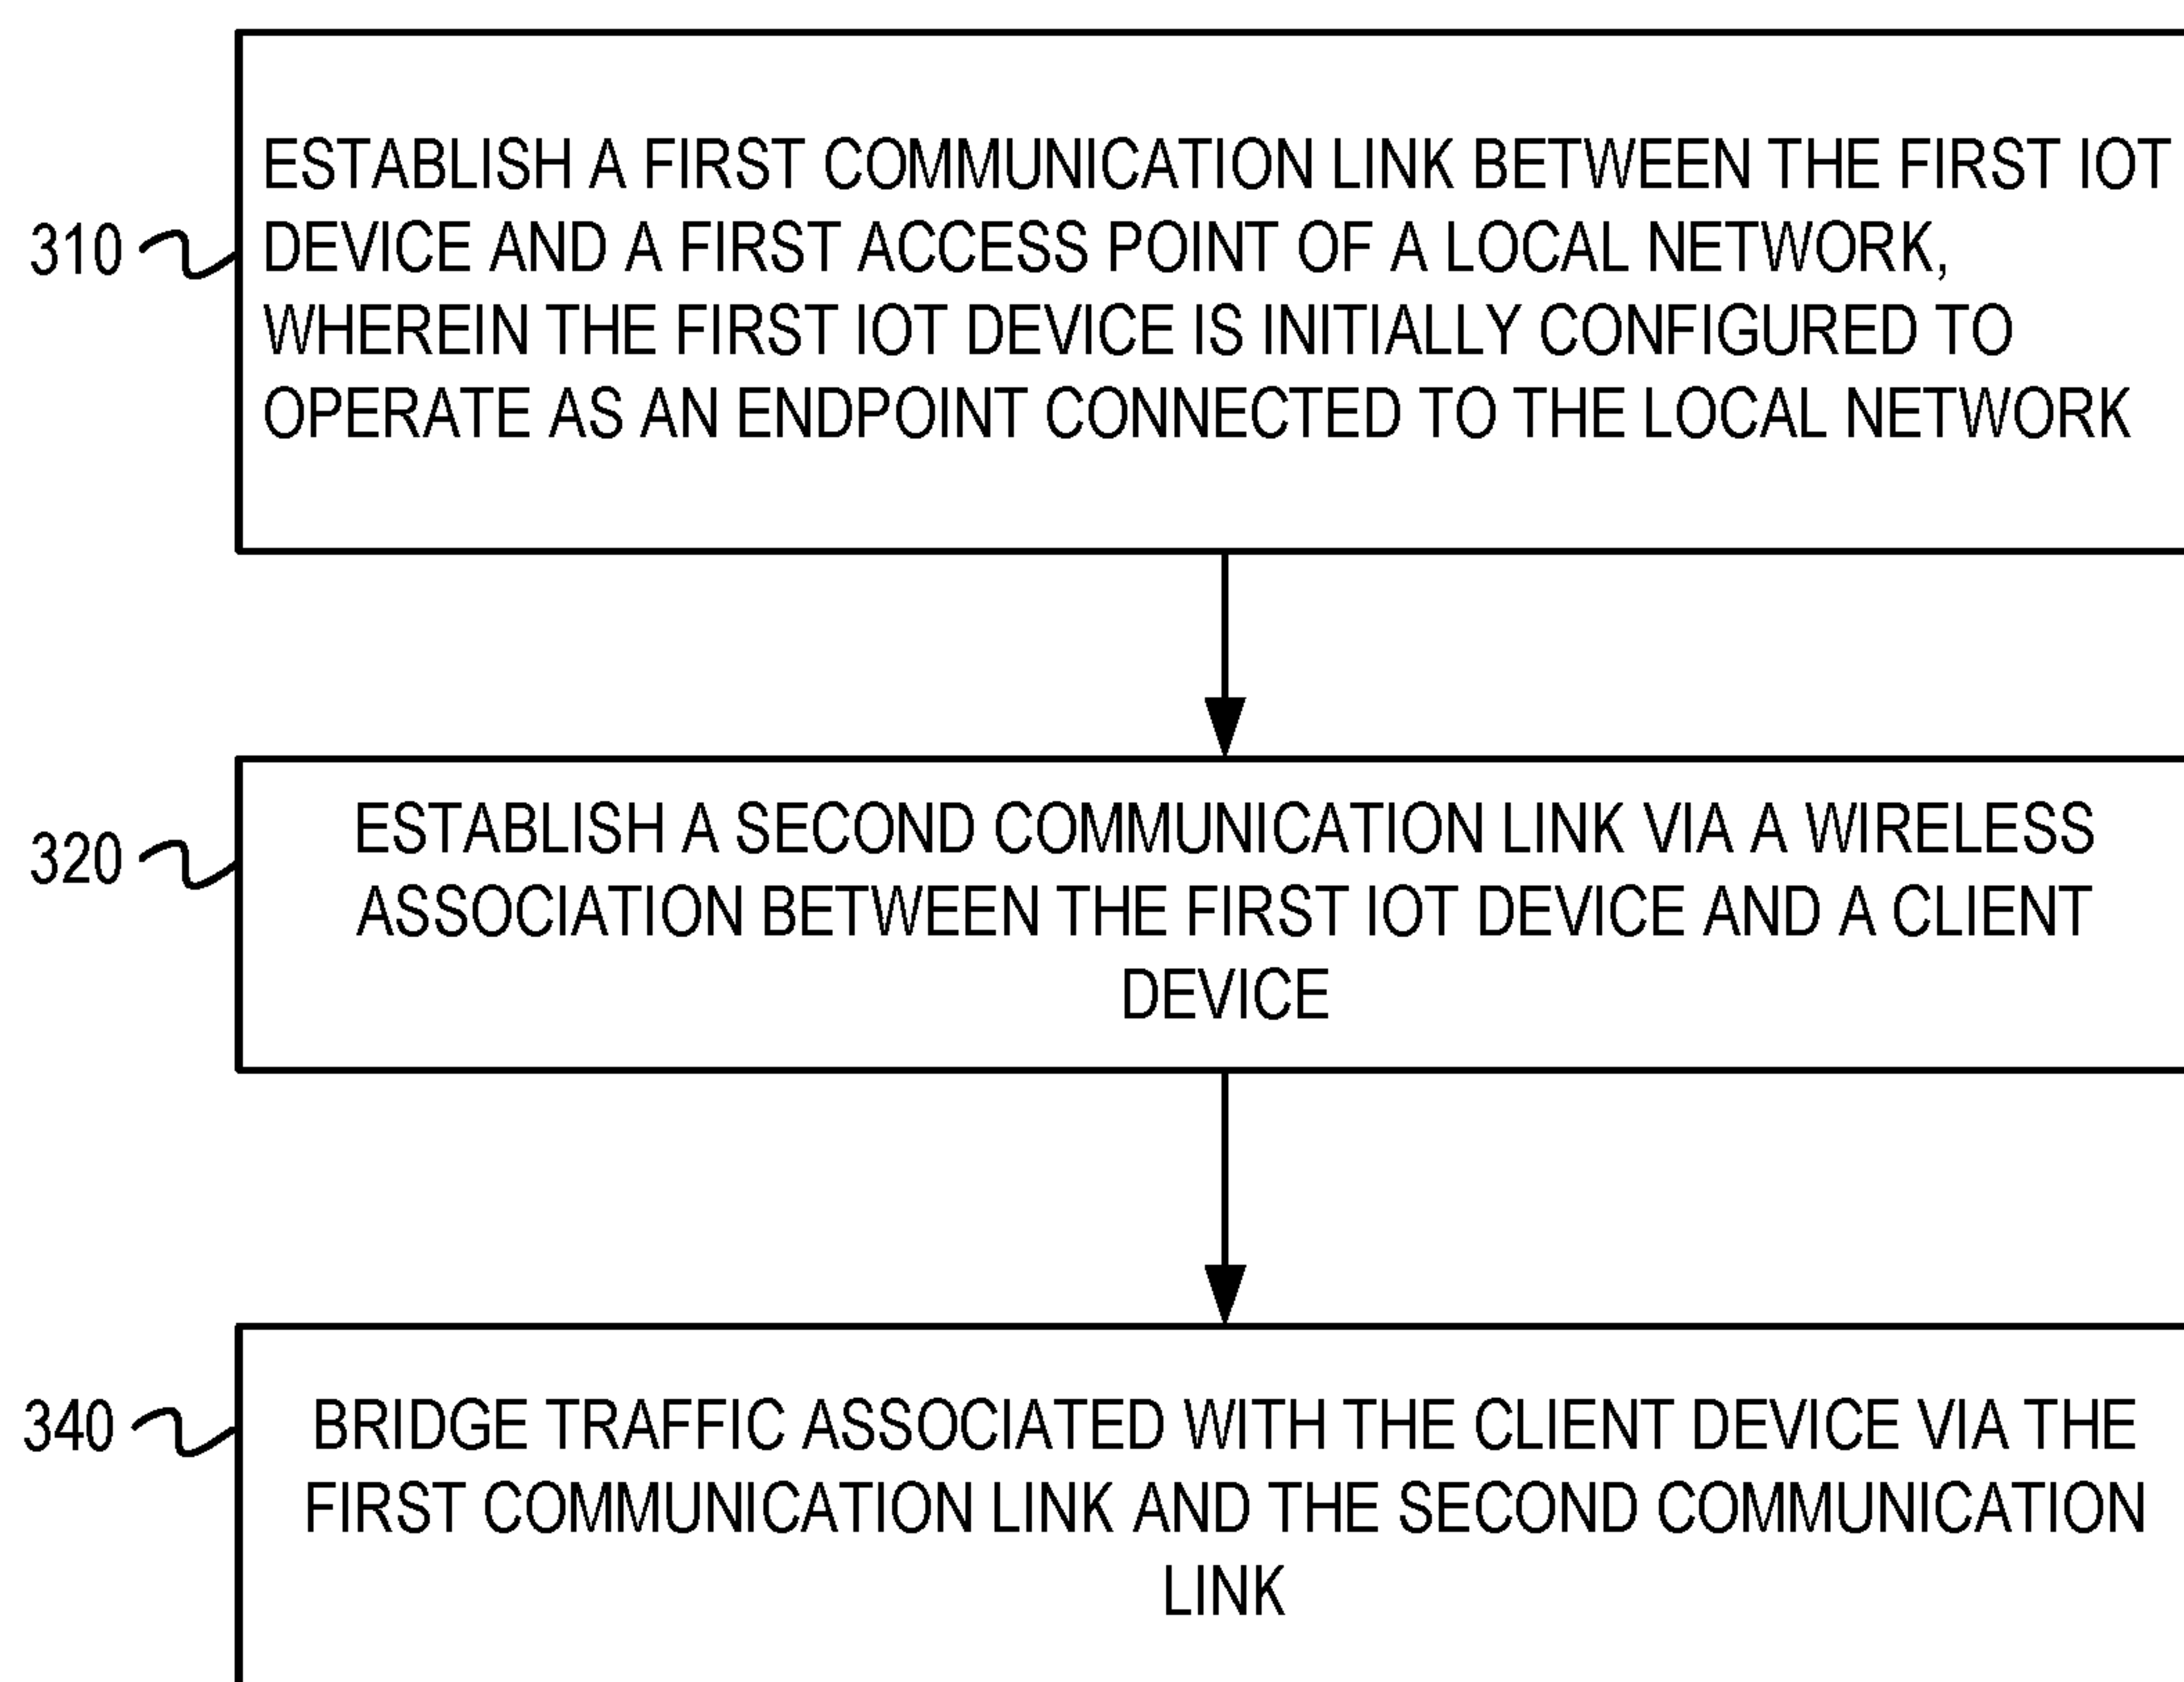 ESTABLISH A FIRST COMMUNICATION LINK BETWEEN THE FIRST IOT
310 DEVICE AND A FIRST ACCESS POINT OF A LOCAL NETWORK,
WHEREIN THE FIRST IOT DEVICE IS INITIALLY CONFIGURED TO
OPERATE AS AN ENDPOINT CONNECTED TO THE LOCAL NETWORK
320
ESTABLISH A SECOND COMMUNICATION LINK VIA A WIRELESS
ASSOCIATION BETWEEN THE FIRST IOT DEVICE AND A CLIENT
DEVICE
340
BRIDGE TRAFFIC ASSOCIATED WITH THE CLIENT DEVICE VIA THE
FIRST COMMUNICATION LINK AND THE SECOND COMMUNICATION
LINK